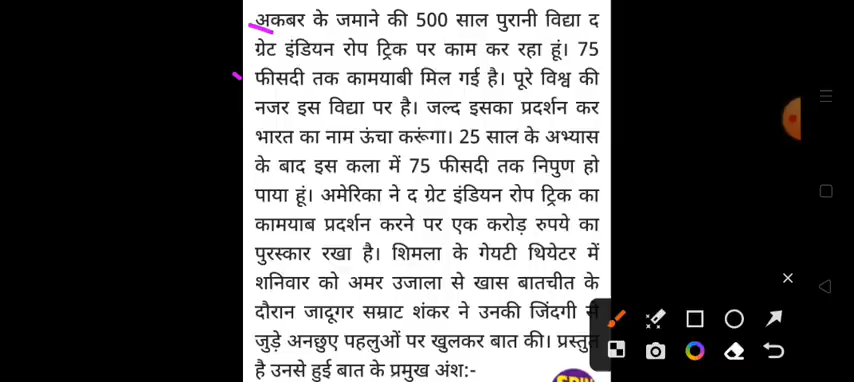 अकबर के जमाने की 500 साल पुरानी विद्या द
ग्रेट इंडियन रोप ट्रिक पर काम कर रहा हूं। 75
फीसदी तक कामयाबी मिल गई है। पूरे विश्व की
नजर इस विद्या पर है। जल्द इसका प्रदर्शन कर
भारत का नाम ऊंचा करूंगा। 25 साल के अभ्यास
के बाद इस कला में 75 फीसदी तक निपुण हो
पाया हूं। अमेरिका ने द ग्रेट इंडियन रोप ट्रिक का
कामयाब प्रदर्शन करने पर एक करोड़ रुपये का
पुरस्कार रखा है। शिमला के गेयटी थियेटर में
शनिवार को अमर उजाला से खास बातचीत के
दौरान जादूगर सम्राट शंकर ने उनकी जिंदगी से
जुड़े अनछुए पहलुओं पर खुलकर बात की। प्रस्तुत
है उनसे हुई बात के प्रमुख अंश:-